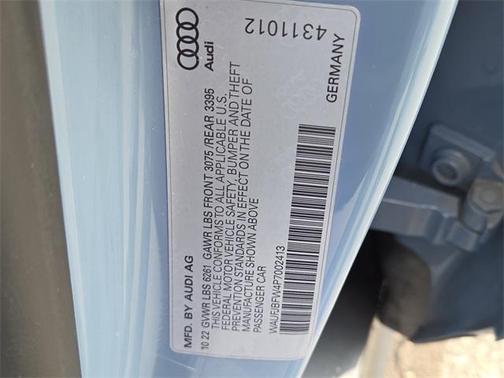 Audi
4311012
MFD. BY AUDI AG
10 22 GVWR LBS 6261 GAWR LBS FRONT 3075 / REAR 3395
THIS VEHICLE CONFORMS TO ALL APPLICABLE U.S.
FEDERAL MOTOR VEHICLE SAFETY, BUMPER AND THEFT
PREVENTION STANDARDS IN EFFECT ON THE DATE OF
MANUFACTURE SHOWN ABOVE
PASSENGER CAR
WAUFJBFW4P7002413
GERMANY